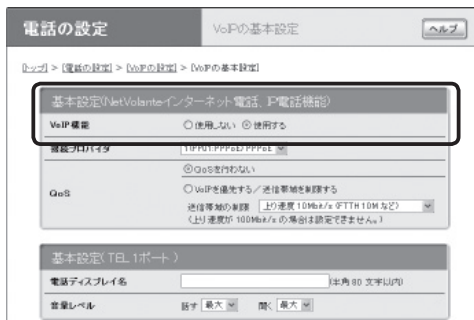 電話の設定
VoIPの基本設定
ヘルプ
[トップ] > [電話の設定] > [VoIPの設定] > [VoIPの基本設定]
基本設定(NetVolanteインターネット電話、IP電話機能)
VoIP機能
使用しない 使用する
接続プロバイダ
1(PP01:PPPoE)PPPoE
QoS
QoSを行わない
VoIPを優先する／送信帯域を制限する
送信帯域の制限 上り速度 10Mbit/s (FTTH 10M など)
(上り速度が 100Mbit/s の場合は設定できません。)
基本設定( TEL 1ポート )
電話ディスプレイ名
(半角 80 文字以内)
音量レベル
話す 最大 聞く 最大